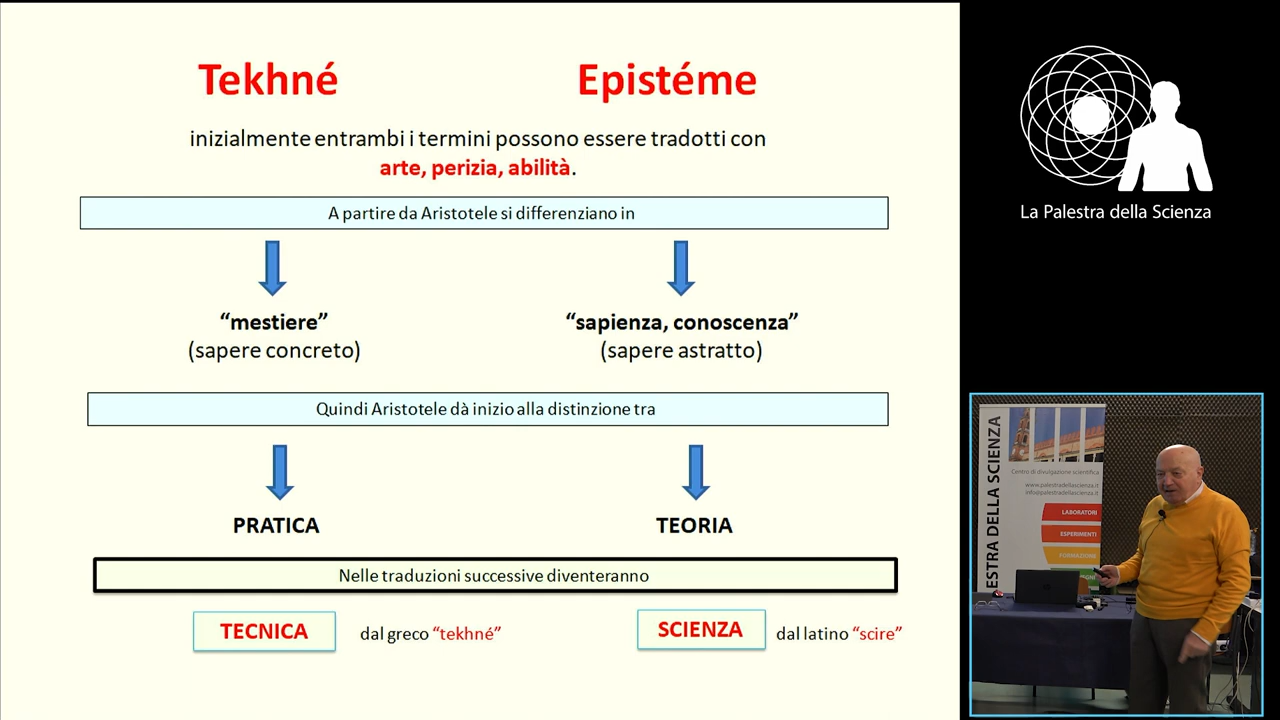 Tekhné
Epistéme
inizialmente entrambi i termini possono essere tradotti con
arte, perizia, abilità.
A partire da Aristotele si differenziano in
“mestiere”
(sapere concreto)
“sapienza, conoscenza”
(sapere astratto)
Quindi Aristotele dà inizio alla distinzione tra
PRATICA
TEORIA
Nelle traduzioni successive diventeranno
TECNICA
dal greco “tekhné”
SCIENZA
dal latino “scire”
La Palestra della Scienza
ESTRA DELLA SCIENZA
Centro di divulgazione scientifica
www.palestradellascienza.it
info@palestradellascienza.it
LABORATORI
ESPERIMENTI
FORMAZIONE